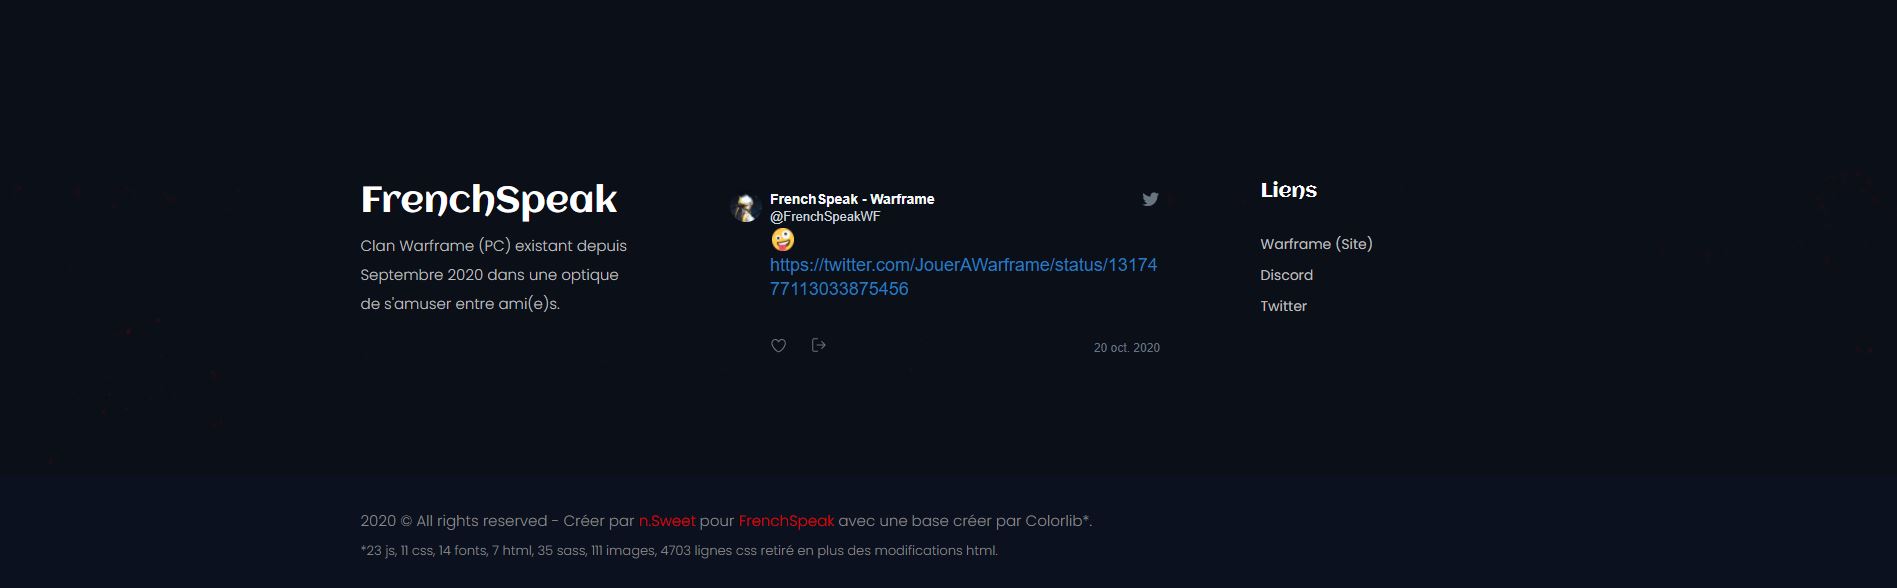 FrenchSpeak
Clan Warframe (PC) existant depuis
Septembre 2020 dans une optique
de s'amuser entre ami(e)s.
FrenchSpeak - Warframe
@FrenchSpeakWF
🤪
https://twitter.com/JouerAWarframe/status/13174
77113033875456
20 oct. 2020
Liens
Warframe (Site)
Discord
Twitter
2020 © All rights reserved - Créer par n.Sweet pour FrenchSpeak avec une base créer par Colorlib*.
*23 js, 11 css, 14 fonts, 7 html, 35 sass, 111 images, 4703 lignes css retiré en plus des modifications html.